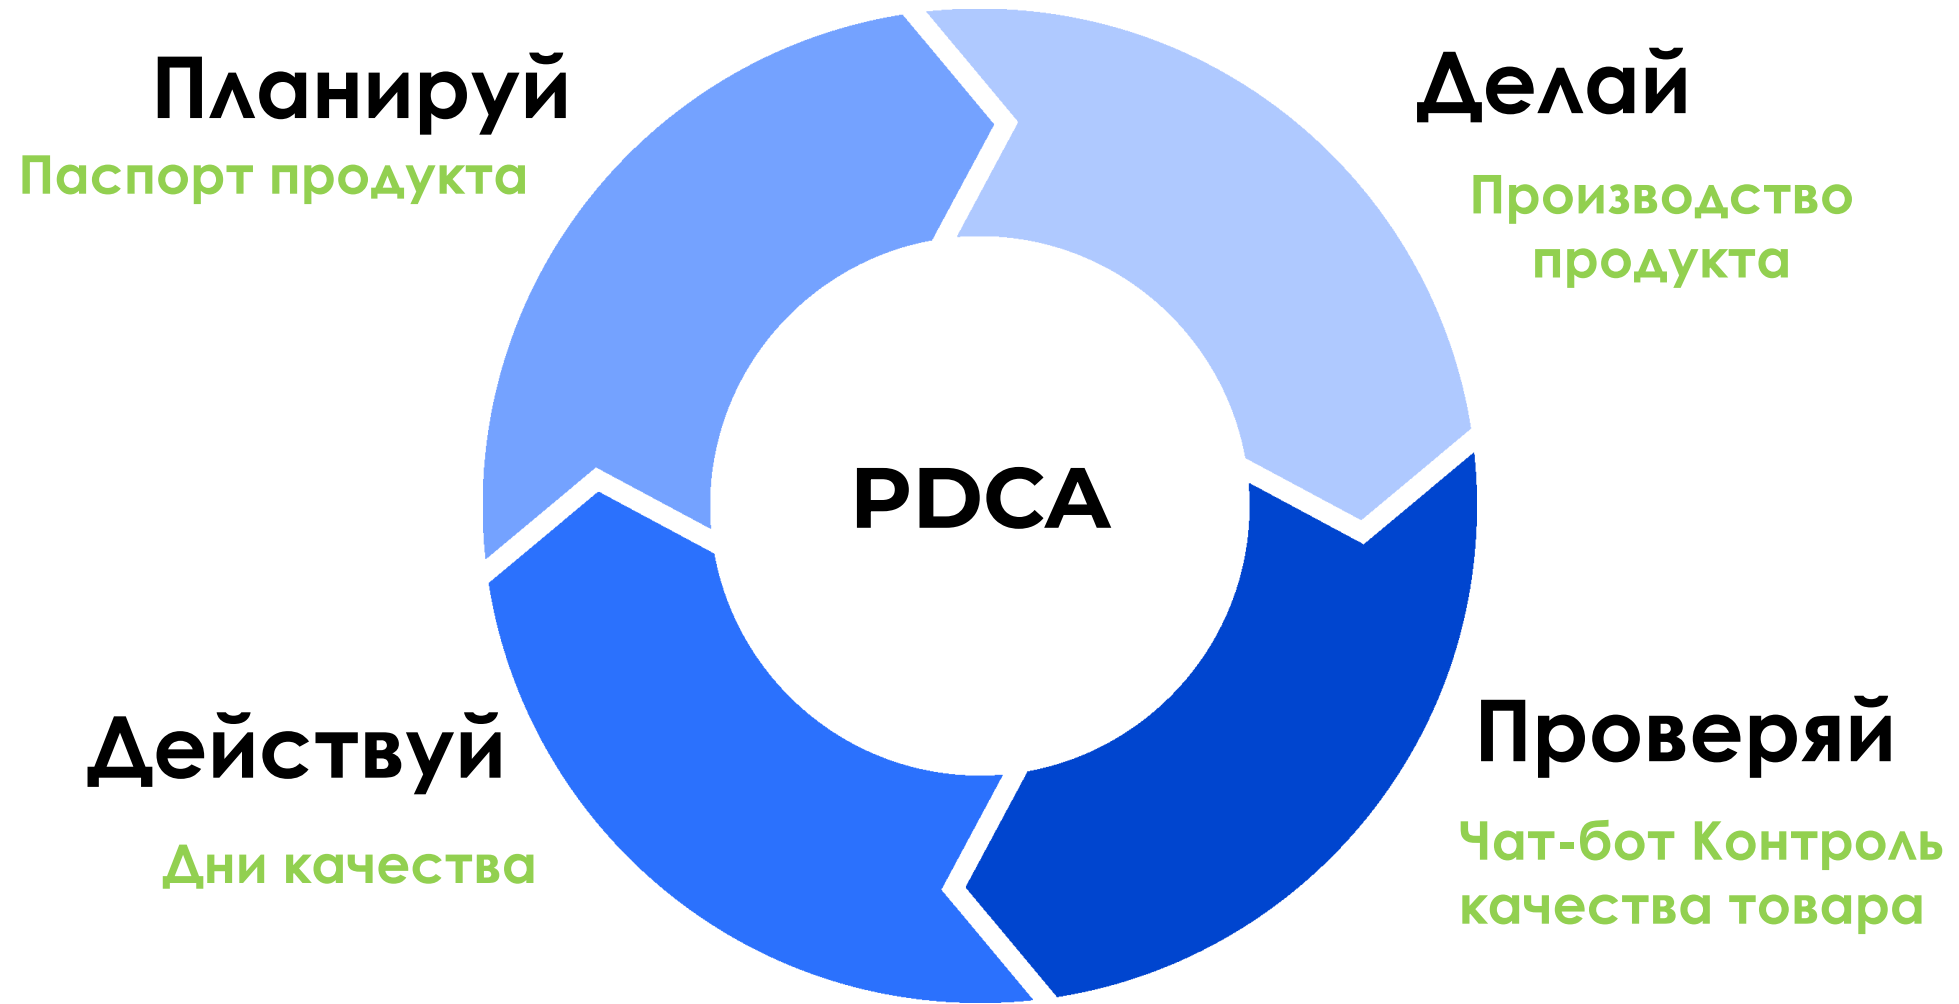 Планируй
Паспорт продукта
Делай
Производство
продукта
PDCA
Действуй
Дни качества
Проверяй
Чат-бот Контроль
качества товара